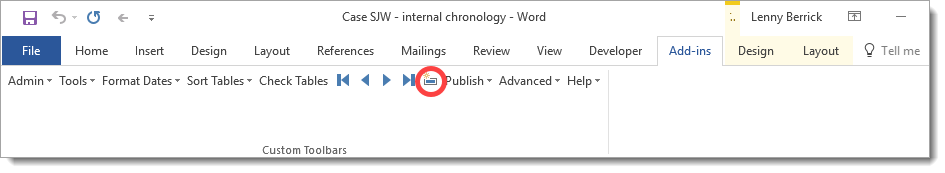 Case SJW - internal chronology - Word
Lenny Berrick
File Home Insert Design Layout References Mailings Review View Developer Add-ins Design Layout Tell me
Admin Tools Format Dates Sort Tables Check Tables Publish Advanced Help
Custom Toolbars